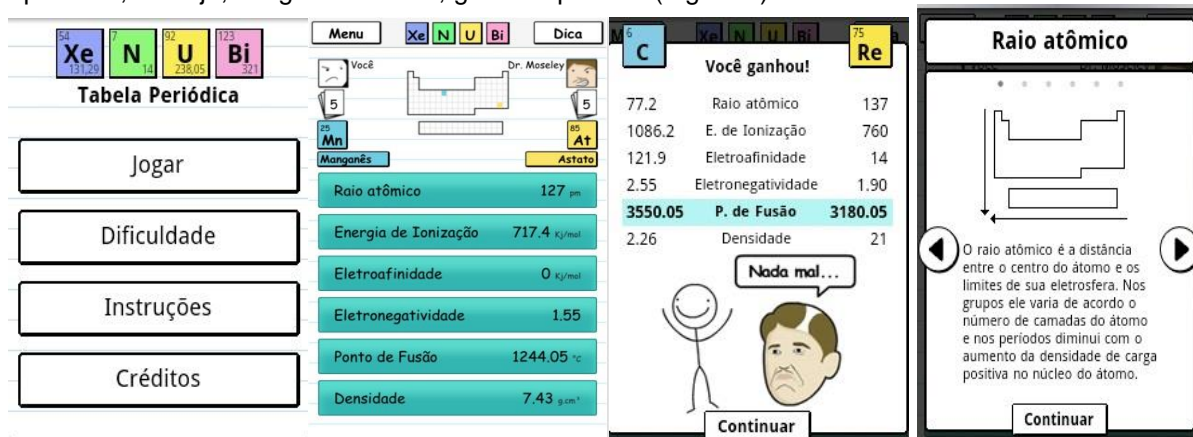 54 7 92 123
Xe N U Bi
131,29 14 238,05 321
Tabela Periódica
Jogar
Dificuldade
Instruções
Créditos
Menu Xe N U Bi Dica
Você Dr. Moseley
5 5
25 85
Mn At
Manganês Astato
Raio atômico 127 pm
Energia de Ionização 717.4 Kj/mol
Eletroafinidade 0 Kj/mol
Eletronegatividade 1.55
Ponto de Fusão 1244.05 °C
Densidade 7.43
6 75
C Xe N U Bi Re
Você ganhou!
77.2 Raio atômico 137
1086.2 E. de Ionização 760
121.9 Eletroafinidade 14
2.55 Eletronegatividade 1.90
3550.05 P. de Fusão 3180.05
2.26 Densidade 21
Nada mal...
Continuar
Raio atômico
O raio atômico é a distância
entre o centro do átomo e os
limites de sua eletrosfera. Nos
grupos ele varia de acordo o
número de camadas do átomo
e nos períodos diminui com o
aumento da densidade de carga
positiva no núcleo do átomo.
Continuar